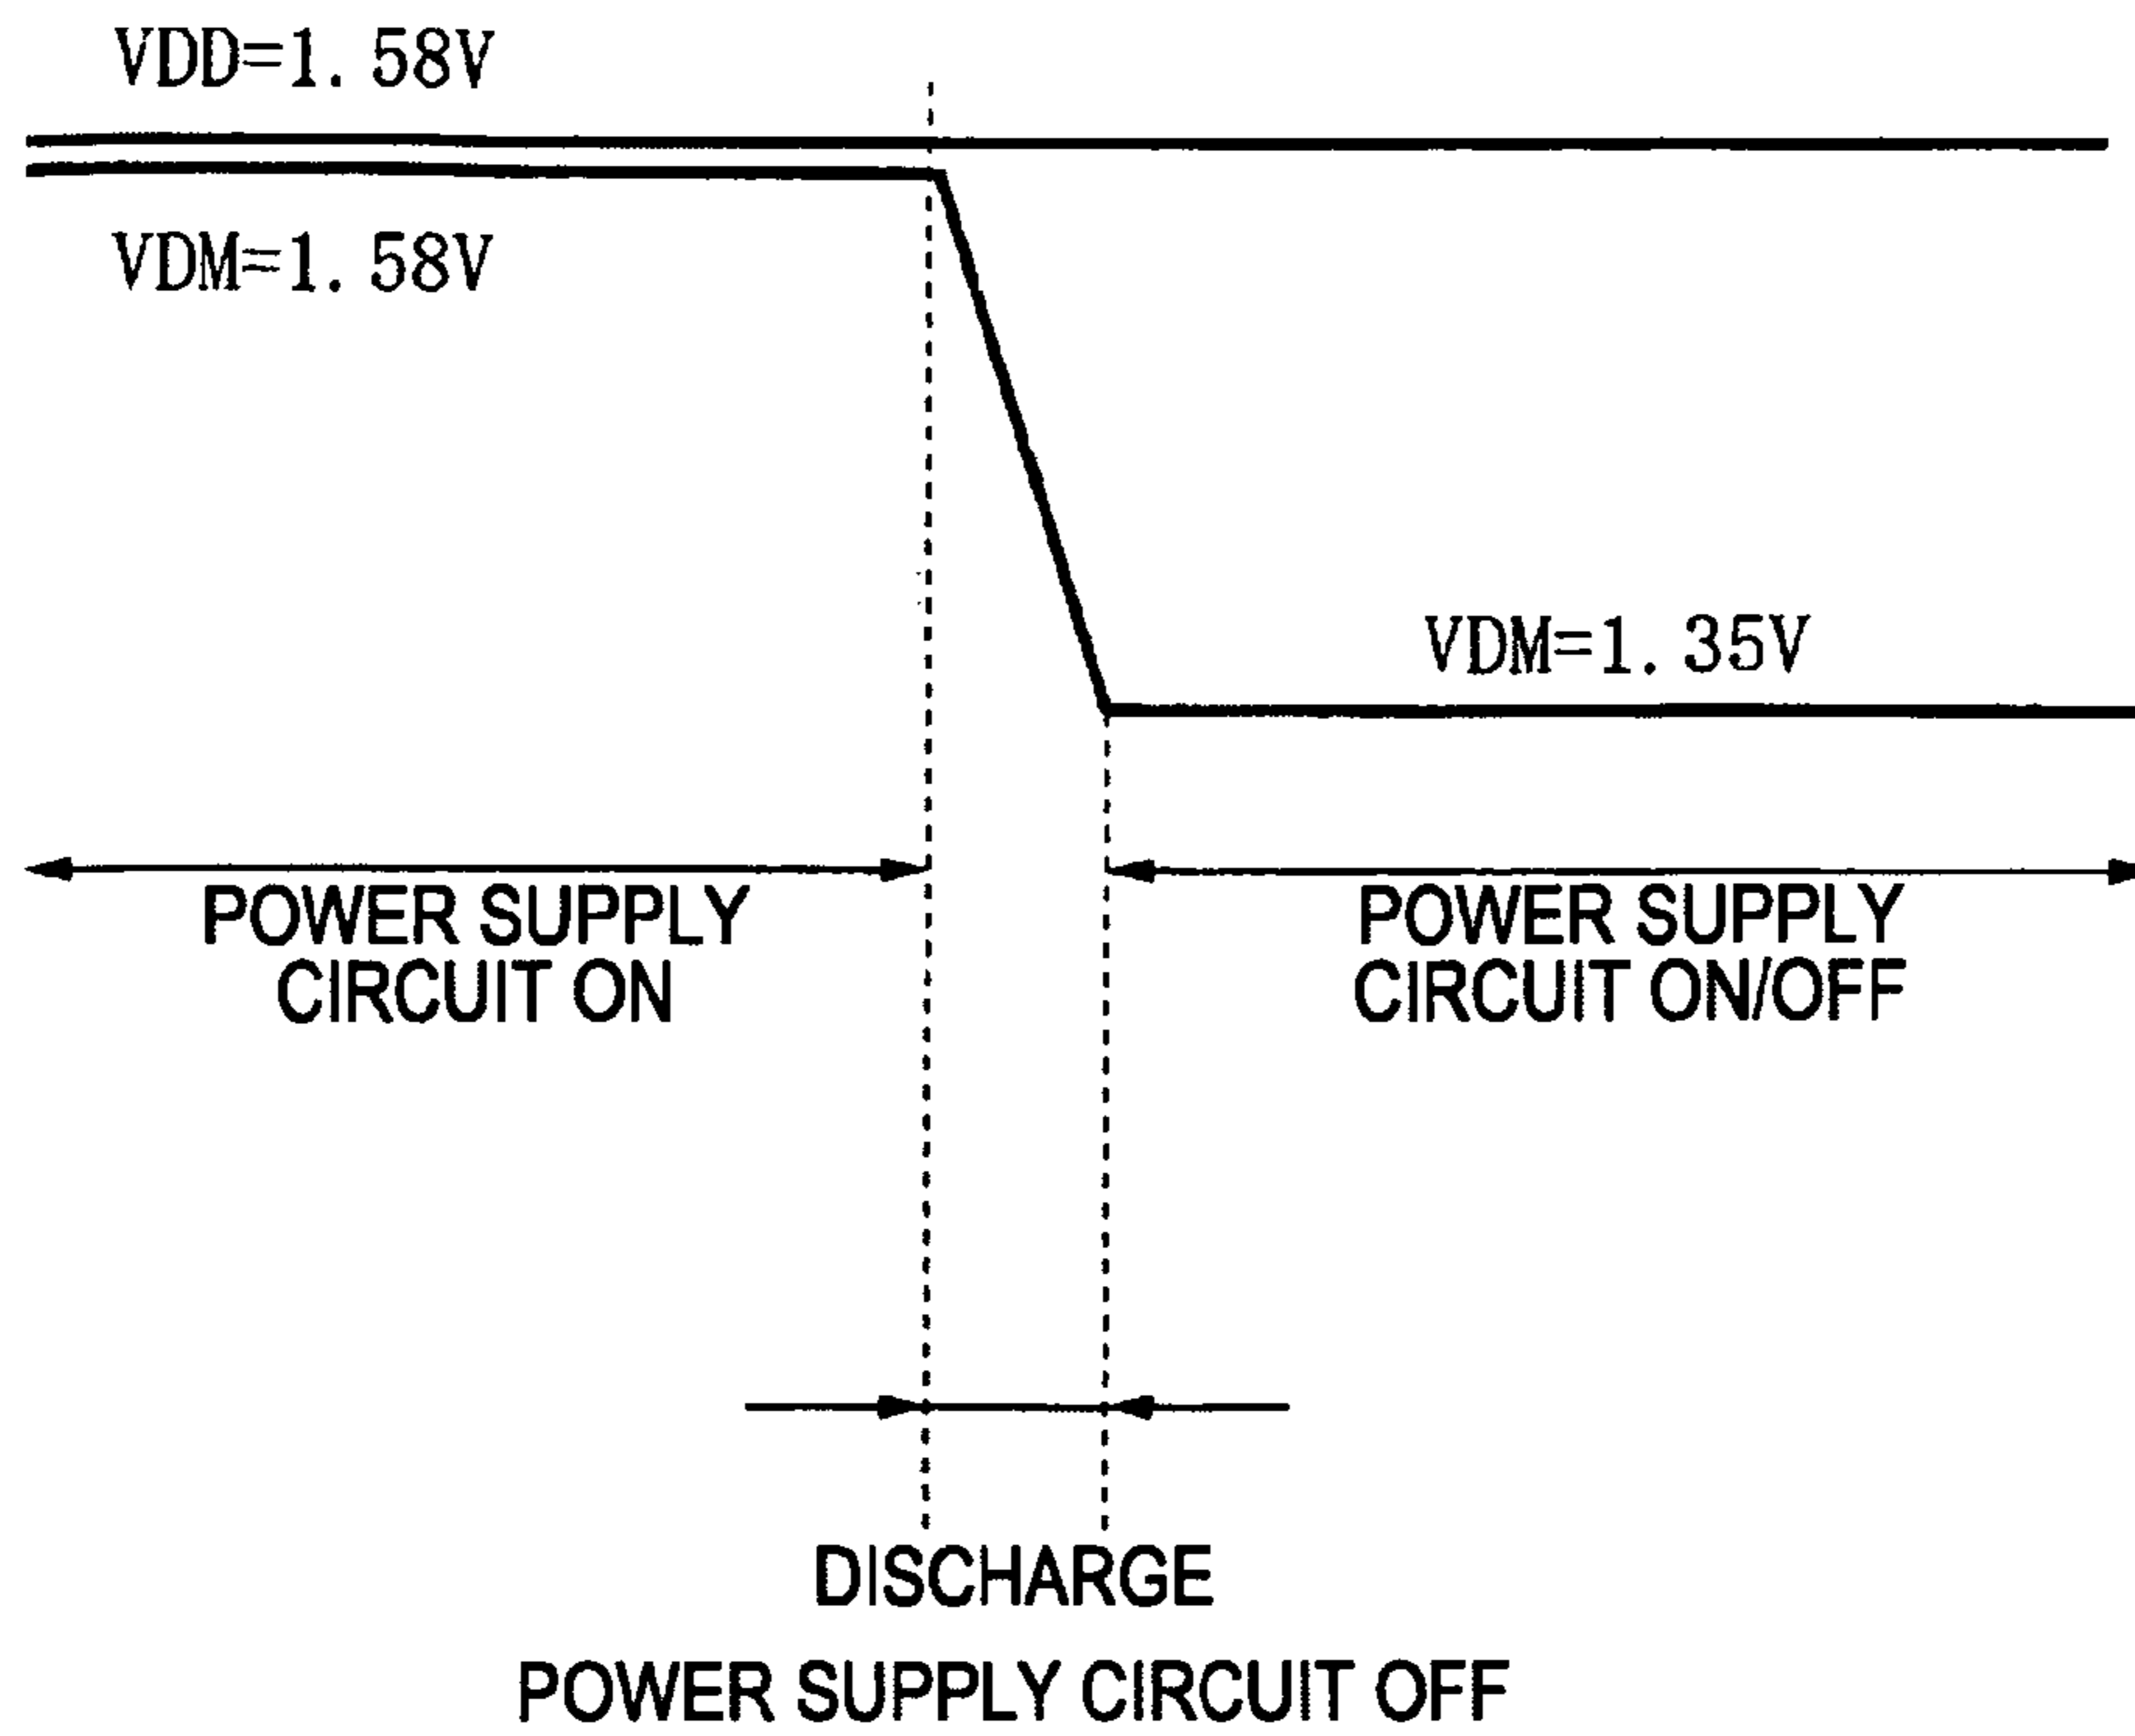 VDD=1.58V
VDM=1.58V
VDM=1.35V
POWER SUPPLY
CIRCUIT ON
POWER SUPPLY
CIRCUIT ON/OFF
DISCHARGE
POWER SUPPLY CIRCUIT OFF